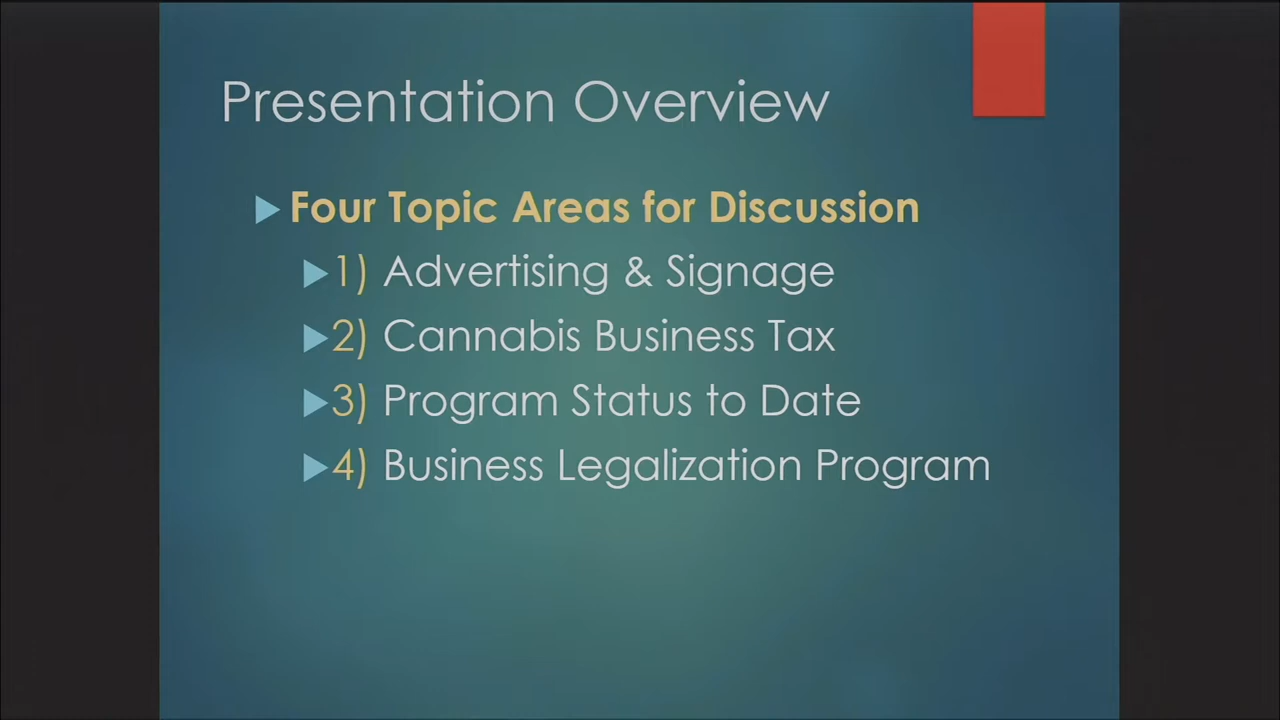 Presentation Overview
Four Topic Areas for Discussion
1) Advertising & Signage
2) Cannabis Business Tax
3) Program Status to Date
4) Business Legalization Program